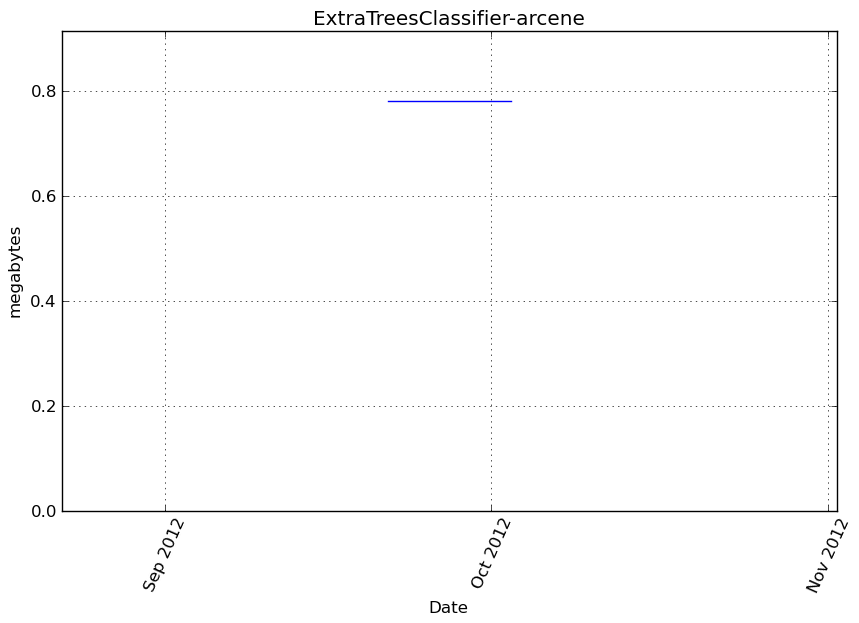 ExtraTreesClassifier-arcene
0.8
0.6
0.4
0.2
0.0
megabytes
Sep 2012
Oct 2012
Nov 2012
Date